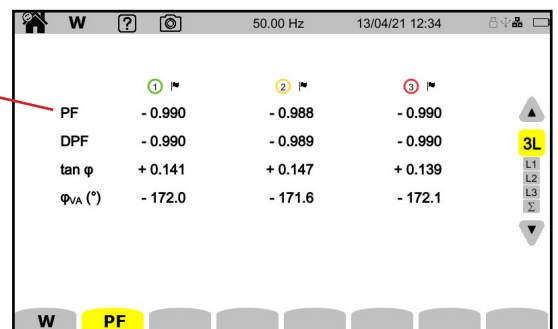 W ? 50.00 Hz 13/04/21 12:34
1 2 3
PF - 0.990 - 0.988 - 0.990
DPF - 0.990 - 0.989 - 0.990
tan φ + 0.141 + 0.147 + 0.139
φVA (°) - 172.0 - 171.6 - 172.1
3L
L1
L2
L3
Σ
W PF